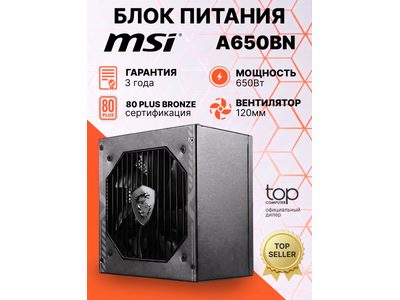 БЛОК ПИТАНИЯ
msi
A650BN
ГАРАНТИЯ
3 года
МОЩНОСТЬ
650Вт
80 PLUS
80 PLUS BRONZE
сертификация
ВЕНТИЛЯТОР
120мм
top
COMPUTER
официальный
дилер
TOP
SELLER